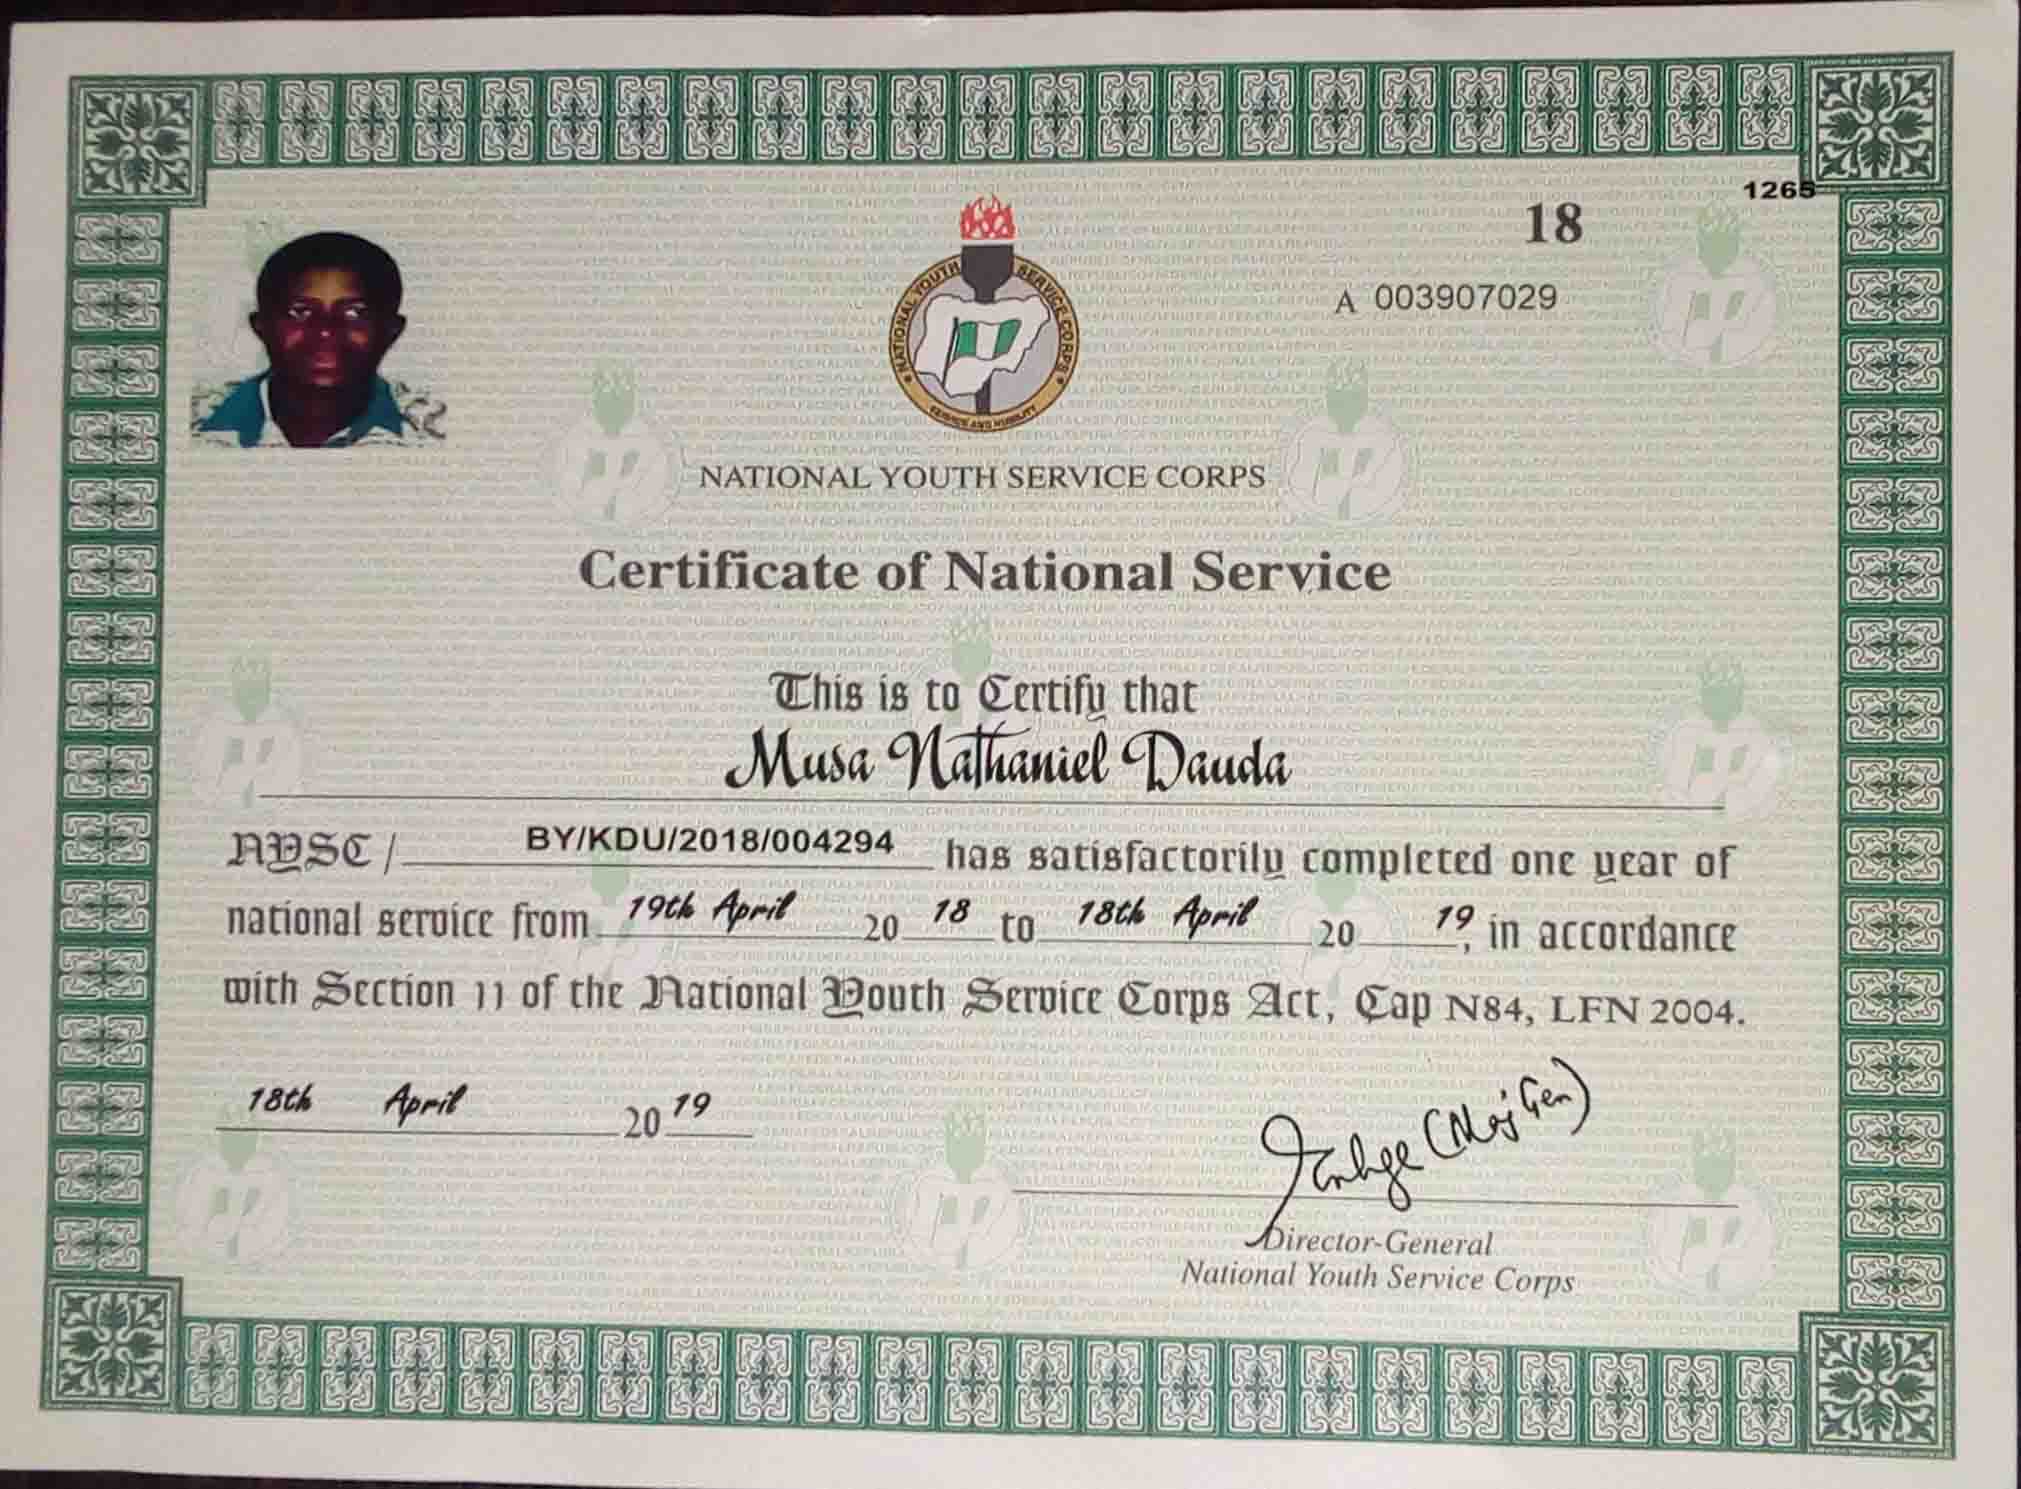 1265
18
A 003907029
NATIONAL YOUTH SERVICE CORPS
SERVICE AND HUMILITY
NATIONAL YOUTH SERVICE CORPS
Certificate of National Service
This is to Certify that
Musa Nathaniel Dauda
NYSC / BY/KDU/2018/004294 has satisfactorily completed one year of
national service from 19th April 20 18 to 18th April 20 19, in accordance
with Section 11 of the National Youth Service Corps Act, Cap N84, LFN 2004.
18th April 20 19
(Maj Gen)
Director-General
National Youth Service Corps